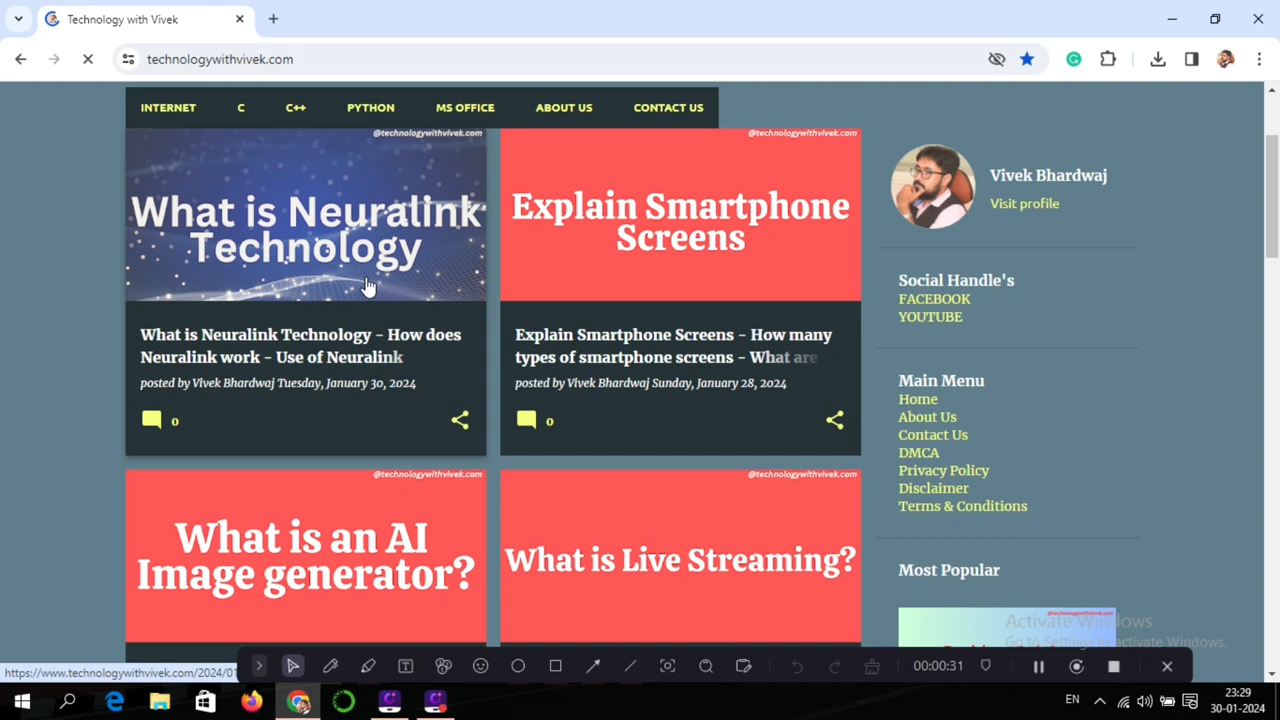 Technology with Vivek
technologywithvivek.com
INTERNET C C++ PYTHON MS OFFICE ABOUT US CONTACT US
@technologywithvivek.com
What is Neuralink
Technology
What is Neuralink Technology - How does
Neuralink work - Use of Neuralink
posted by Vivek Bhardwaj Tuesday, January 30, 2024
0
@technologywithvivek.com
Explain Smartphone
Screens
Explain Smartphone Screens - How many
types of smartphone screens - What are
posted by Vivek Bhardwaj Sunday, January 28, 2024
0
@technologywithvivek.com
What is an AI
Image generator?
@technologywithvivek.com
What is Live Streaming?
Vivek Bhardwaj
Visit profile
Social Handle's
FACEBOOK
YOUTUBE
Main Menu
Home
About Us
Contact Us
DMCA
Privacy Policy
Disclaimer
Terms & Conditions
Most Popular
Activate Windows
Go to Settings to activate Windows.
https://www.technologywithvivek.com/2024/01
00:00:31
EN
23:29
30-01-2024